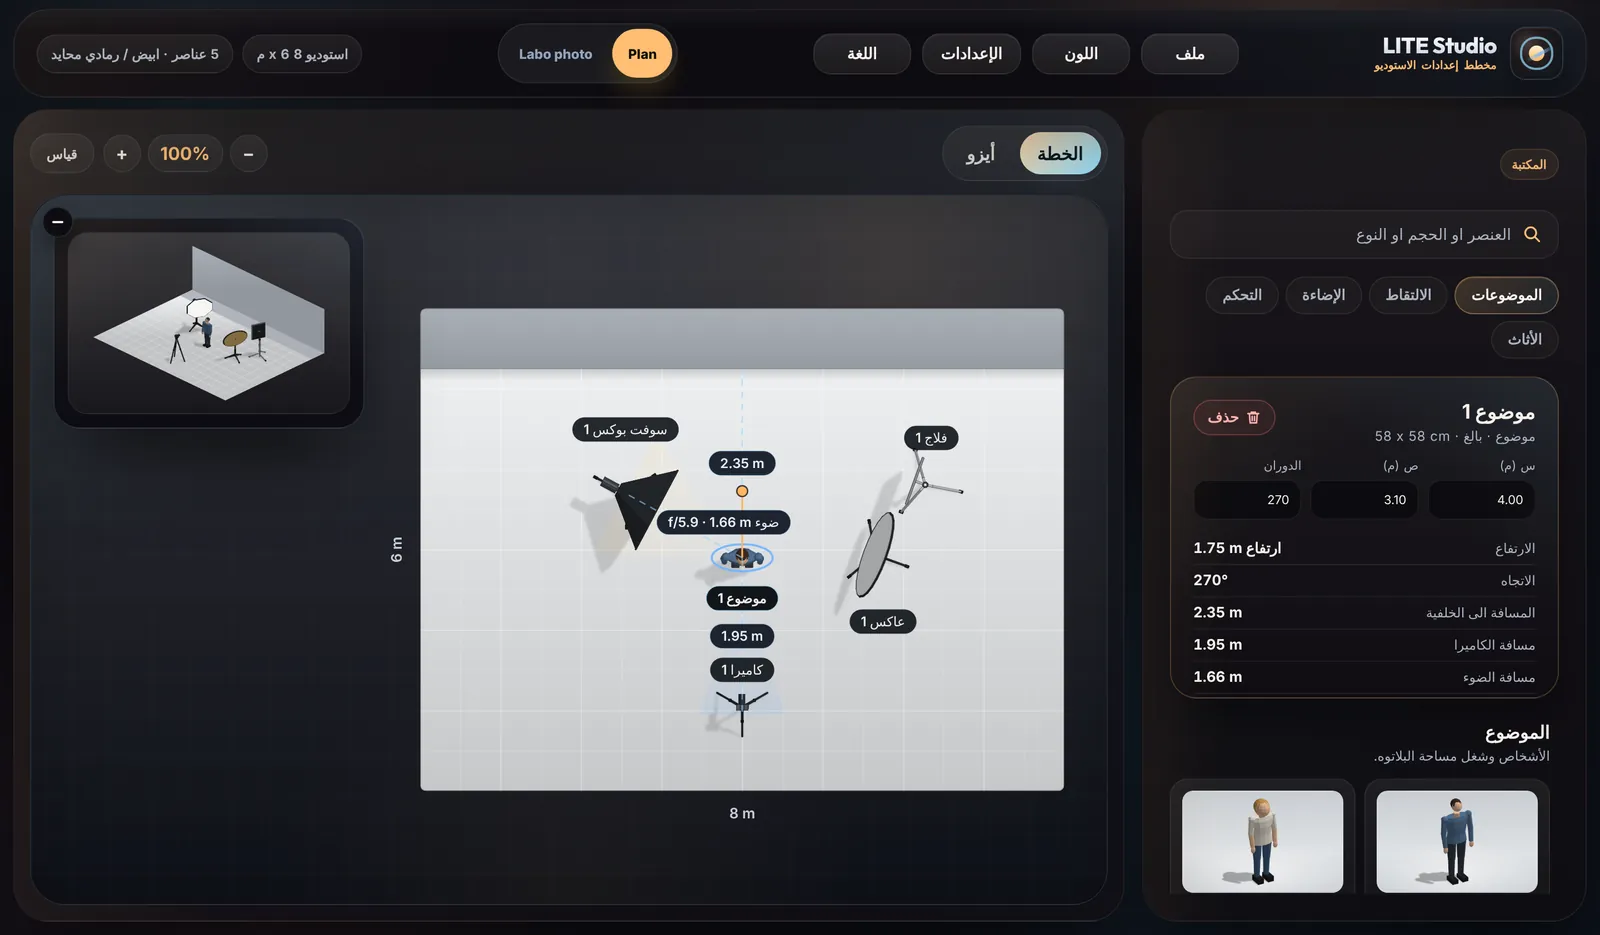 LITE Studio
مخطط إعدادات الاستوديو
ملف
اللون
الإعدادات
اللغة
Plan
Labo photo
استوديو 8 x 6 م
5 عناصر · ابيض / رمادي محايد
المكتبة
العنصر او الحجم او النوع
الموضوعات
الالتقاط
الإضاءة
التحكم
الأثاث
موضوع 1
حذف
موضوع · بالغ · 58 x 58 cm
س (م)
ص (م)
الدوران
4.00
3.10
270
الارتفاع
ارتفاع 1.75 m
الاتجاه
270°
المسافة الى الخلفية
2.35 m
مسافة الكاميرا
1.95 m
مسافة الضوء
1.66 m
الموضوع
الأشخاص وشغل مساحة البلاتوه.
الخطة
أيزو
−
100%
+
قياس
−
سوفت بوكس 1
فلاج 1
2.35 m
ضوء f/5.9 · 1.66 m
6 m
موضوع 1
عاكس 1
1.95 m
كاميرا 1
8 m